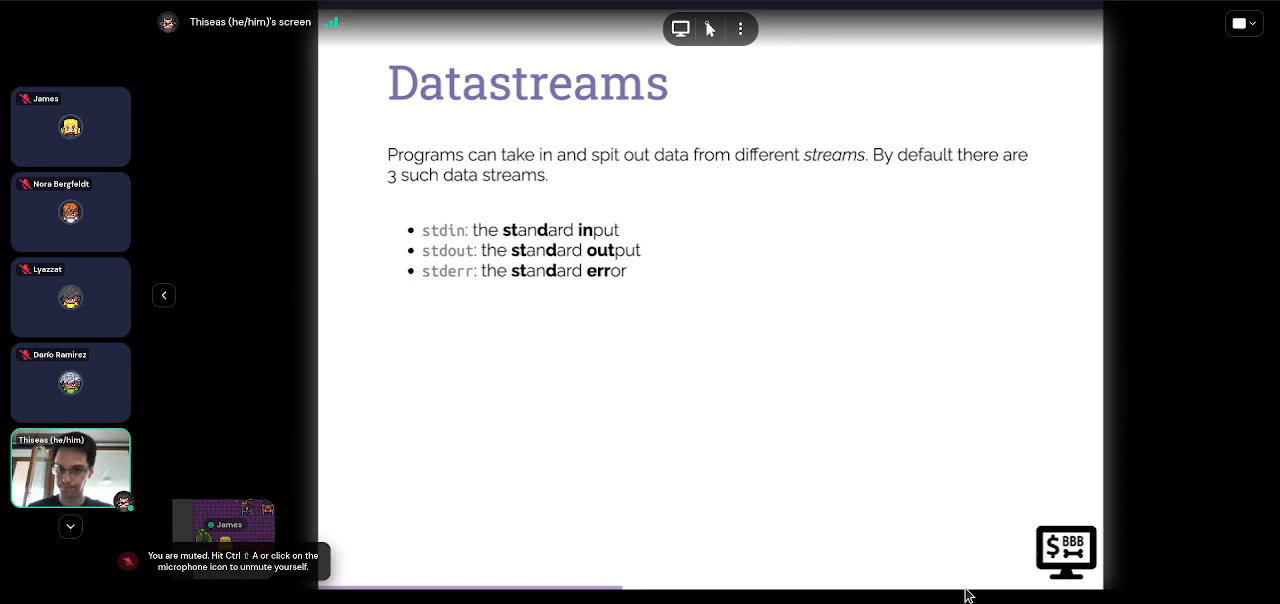 Thiseas (he/him)'s screen
James
Nora Bergfeldt
Lyazzat
Darío Ramirez
Thiseas (he/him)
Datastreams
Programs can take in and spit out data from different streams. By default there are
3 such data streams.
stdin: the standard input
stdout: the standard output
stderr: the standard error
James
You are muted. Hit Ctrl ⇧ A or click on the
microphone icon to unmute yourself.
$ BBB